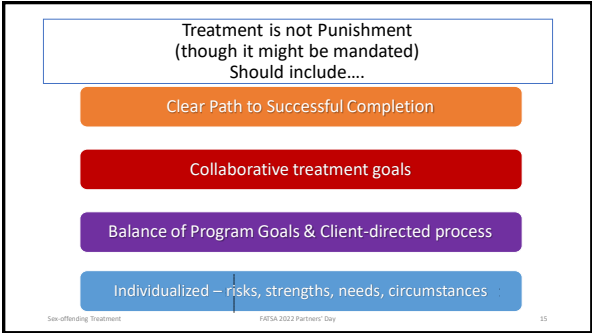 Treatment is not Punishment
(though it might be mandated)
Should include….
Clear Path to Successful Completion
Collaborative treatment goals
Balance of Program Goals & Client-directed process
Individualized – risks, strengths, needs, circumstances
Sex-offending Treatment
FATSA 2022 Partners' Day
15